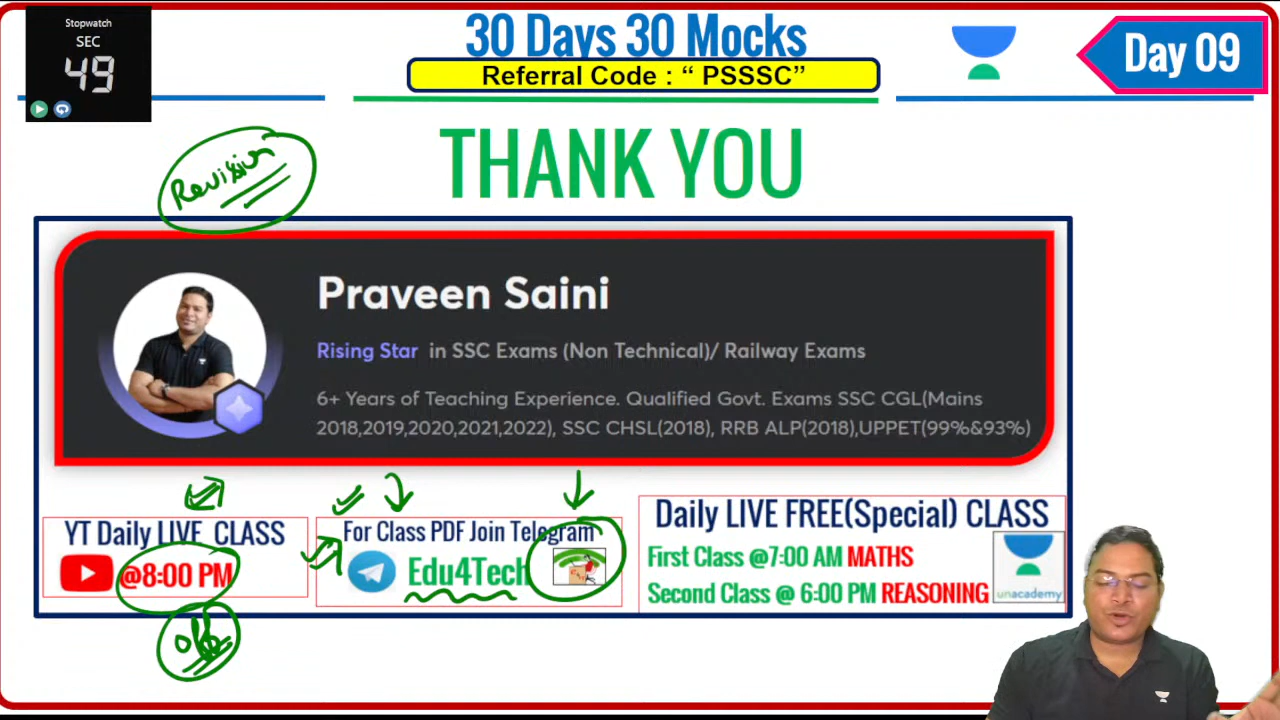 Stopwatch
SEC
49
30 Days 30 Mocks
Referral Code : “ PSSSC”
Day 09
THANK YOU
Revision
Praveen Saini
Rising Star in SSC Exams (Non Technical)/ Railway Exams
6+ Years of Teaching Experience. Qualified Govt. Exams SSC CGL(Mains
2018,2019,2020,2021,2022), SSC CHSL(2018), RRB ALP(2018),UPPET(99%&93%)
YT Daily LIVE CLASS
@8:00 PM
off
For Class PDF Join Telegram
Edu4Tech
Daily LIVE FREE(Special) CLASS
First Class @7:00 AM MATHS
Second Class @ 6:00 PM REASONING
unacademy